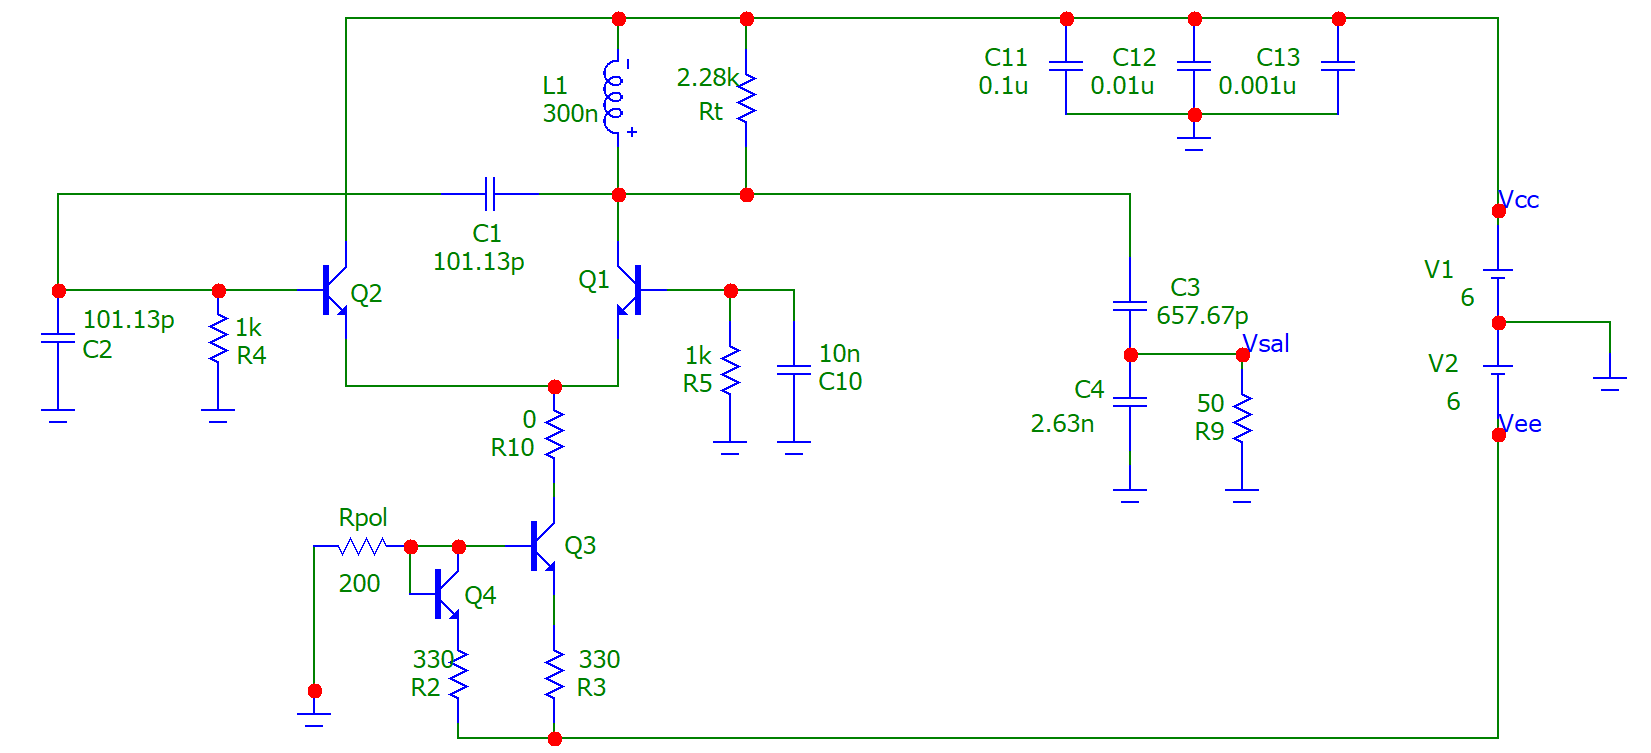 C11
0.1u
C12
0.01u
C13
0.001u
L1
300n
2.28k
Rt
Vcc
C1
101.13p
Q2
Q1
V1
6
C3
657.67p
101.13p
C2
1k
R4
Vsal
1k
R5
10n
C10
V2
6
C4
2.63n
50
R9
Vee
0
R10
Rpol
200
Q3
Q4
330
R2
330
R3